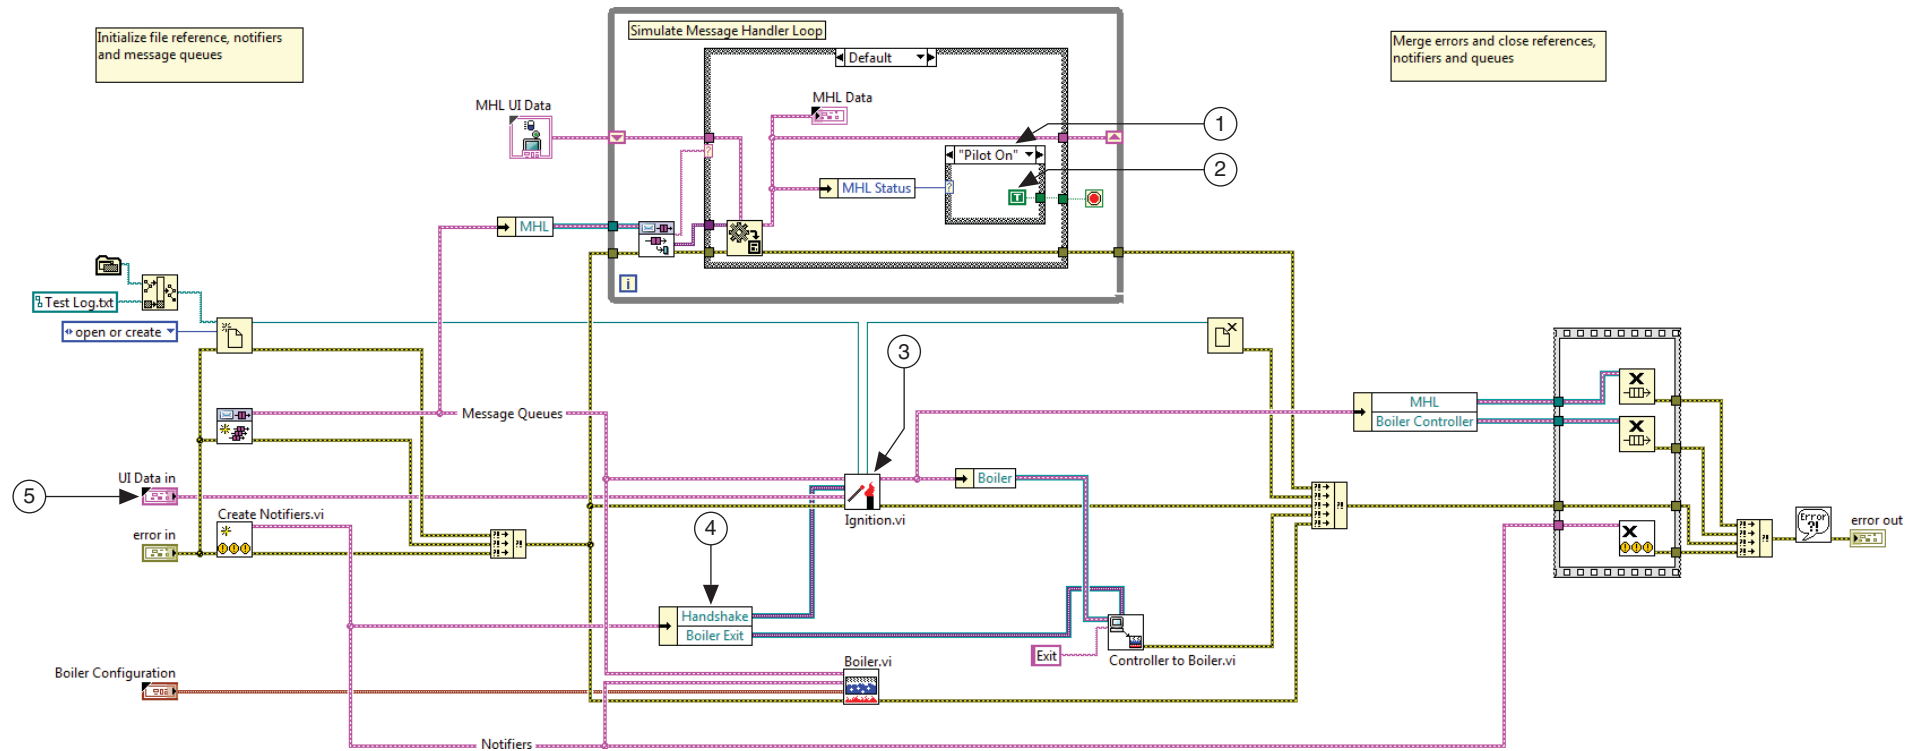 Initialize file reference, notifiers
and message queues
Simulate Message Handler Loop
Merge errors and close references,
notifiers and queues
Default
MHL UI Data
MHL Data
1
"Pilot On"
2
MHL Status
T
MHL
i
Test Log.txt
open or create
3
Message Queues
MHL
Boiler Controller
UI Data in
5
Boiler
Ignition.vi
Create Notifiers.vi
4
error in
Error
?!
error out
Handshake
Boiler Exit
Exit
Controller to Boiler.vi
Boiler.vi
Boiler Configuration
Notifiers